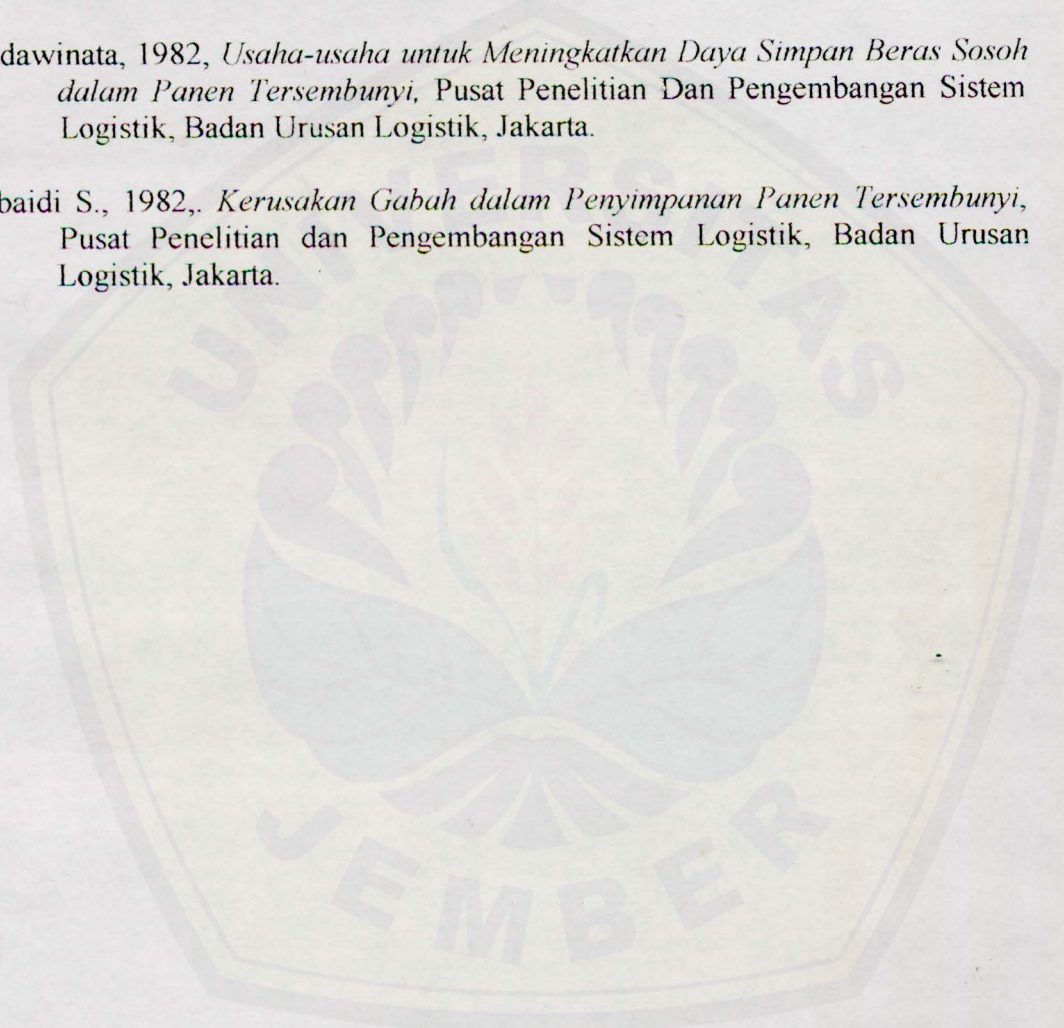 dawinata, 1982, Usaha-usaha untuk Meningkatkan Daya Simpan Beras Sosoh
dalam Panen Tersembunyi, Pusat Penelitian Dan Pengembangan Sistem
Logistik, Badan Urusan Logistik, Jakarta.
baidi S., 1982,. Kerusakan Gabah dalam Penyimpanan Panen Tersembunyi,
Pusat Penelitian dan Pengembangan Sistem Logistik, Badan Urusan
Logistik, Jakarta.
UNIVERSITAS
JEMBER